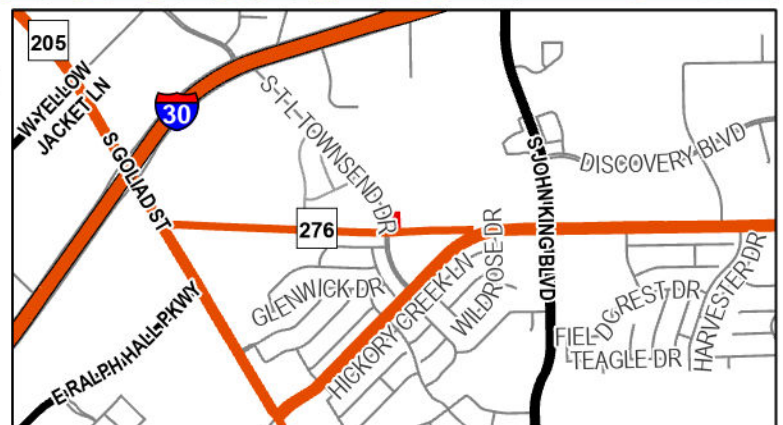 205
W YELLOW
JACKET LN
30
S GOLIAD ST
S T L TOWNSEND DR
S JOHN KING BLVD
DISCOVERY BLVD
276
GLENWICK DR
HICKORY CREEK LN
WILDROSE DR
E RALPH HALL PKWY
FIELDCREST DR
TEAGLE DR
HARVESTER DR